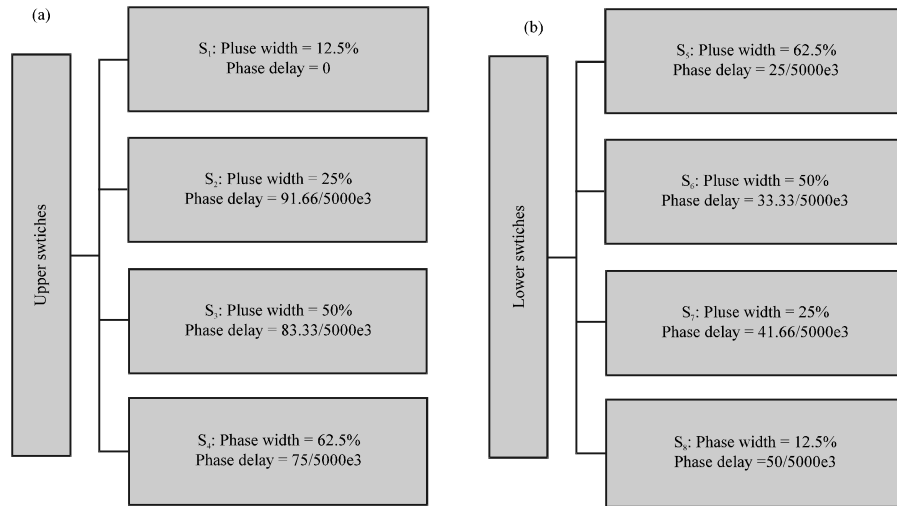 (a)
Upper swtiches
S₁: Pluse width = 12.5%
Phase delay = 0
S₂: Pluse width = 25%
Phase delay = 91.66/5000e3
S₃: Pluse width = 50%
Phase delay = 83.33/5000e3
S₄: Phase width = 62.5%
Phase delay = 75/5000e3
(b)
Lower swtiches
S₅: Pluse width = 62.5%
Phase delay = 25/5000e3
S₆: Pluse width = 50%
Phase delay = 33.33/5000e3
S₇: Pluse width = 25%
Phase delay = 41.66/5000e3
S₈: Phase width = 12.5%
Phase delay =50/5000e3